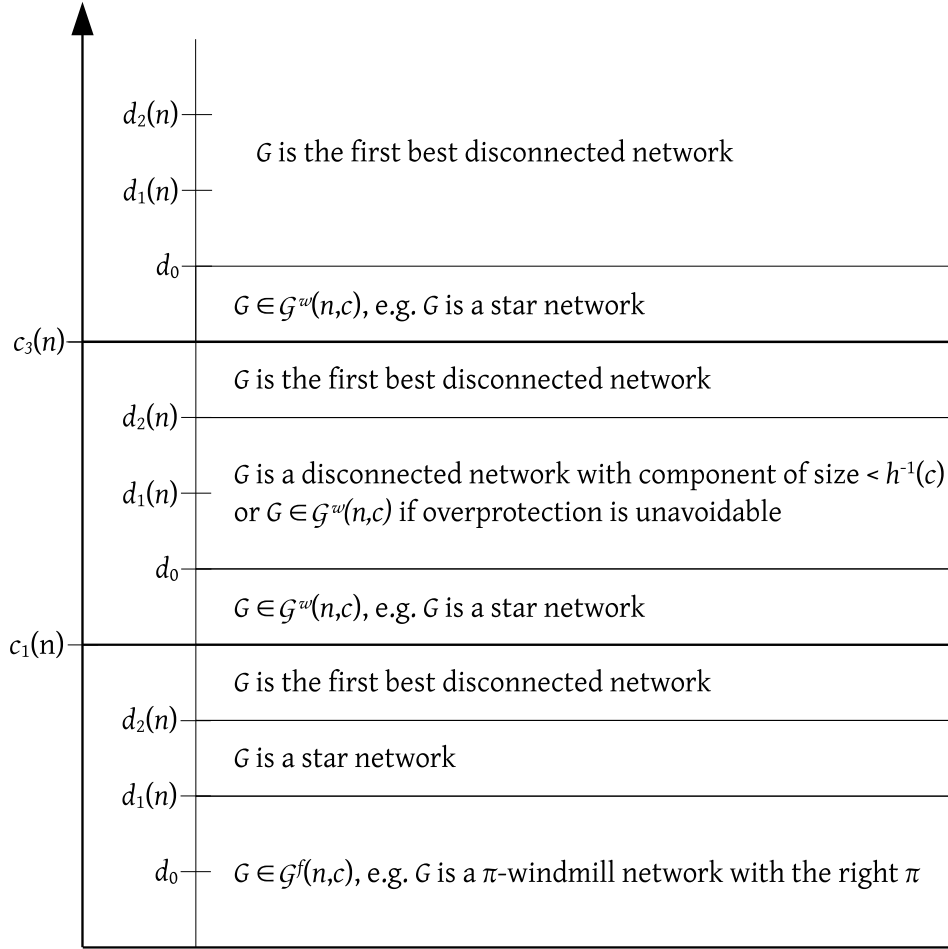 d₂(n)
G is the first best disconnected network
d₁(n)
d₀
G ∈ 𝒢ʷ(n,c), e.g. G is a star network
c₃(n)
G is the first best disconnected network
d₂(n)
G is a disconnected network with component of size < h⁻¹(c)
d₁(n)
or G ∈ 𝒢ʷ(n,c) if overprotection is unavoidable
d₀
G ∈ 𝒢ʷ(n,c), e.g. G is a star network
c₁(n)
G is the first best disconnected network
d₂(n)
G is a star network
d₁(n)
d₀ G ∈ 𝒢ᶠ(n,c), e.g. G is a π-windmill network with the right π